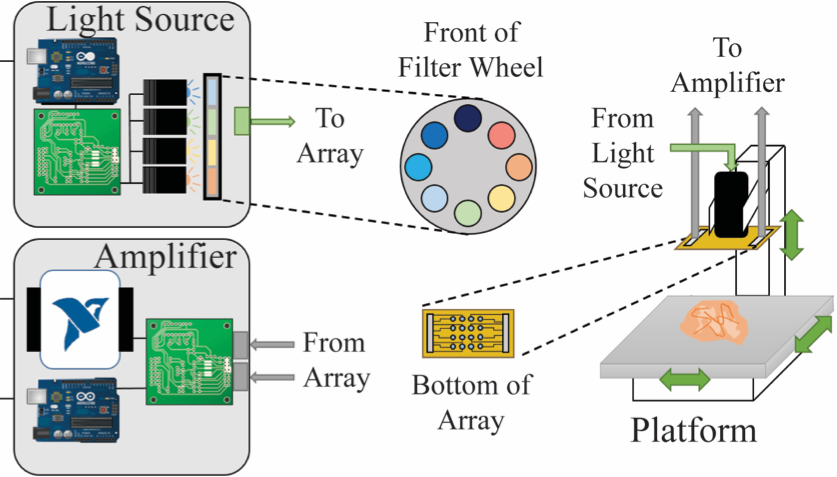 Light Source
To
Array
Front of
Filter Wheel
To
Amplifier
From
Light
Source
Amplifier
From
Array
Bottom of
Array
Platform